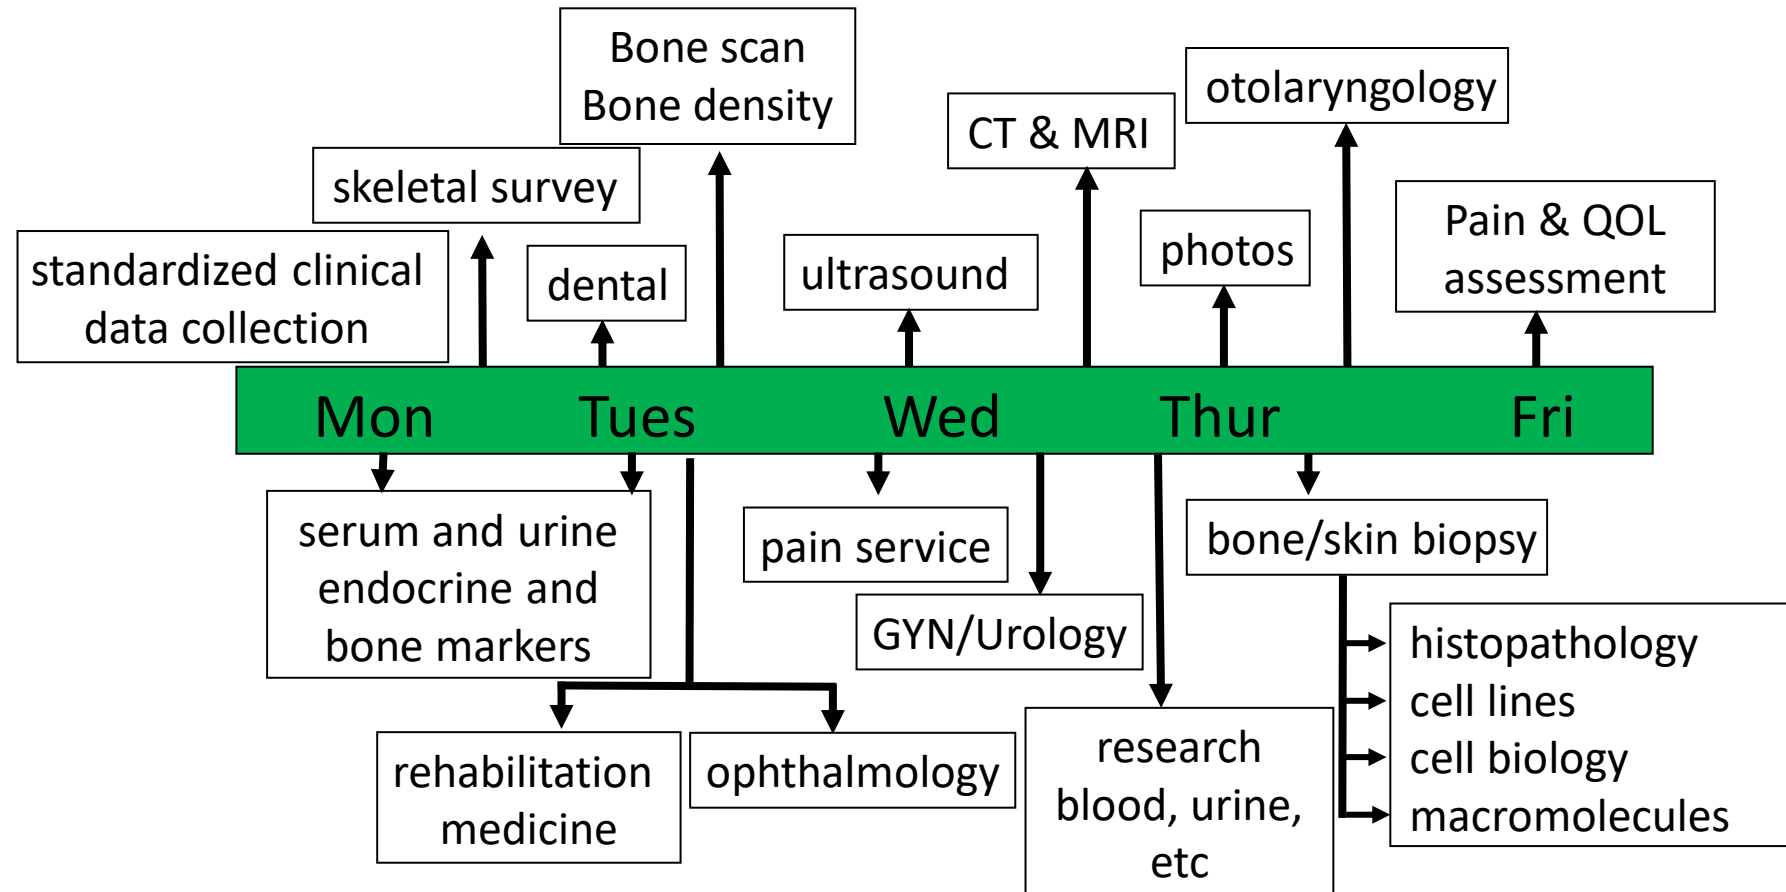 Bone scan
Bone density
otolaryngology
CT & MRI
skeletal survey
Pain & QOL
assessment
photos
standardized clinical
data collection
dental
ultrasound
Mon
Tues
Wed
Thur
Fri
serum and urine
endocrine and
bone markers
pain service
bone/skin biopsy
GYN/Urology
histopathology
cell lines
cell biology
macromolecules
rehabilitation
medicine
ophthalmology
research
blood, urine,
etc